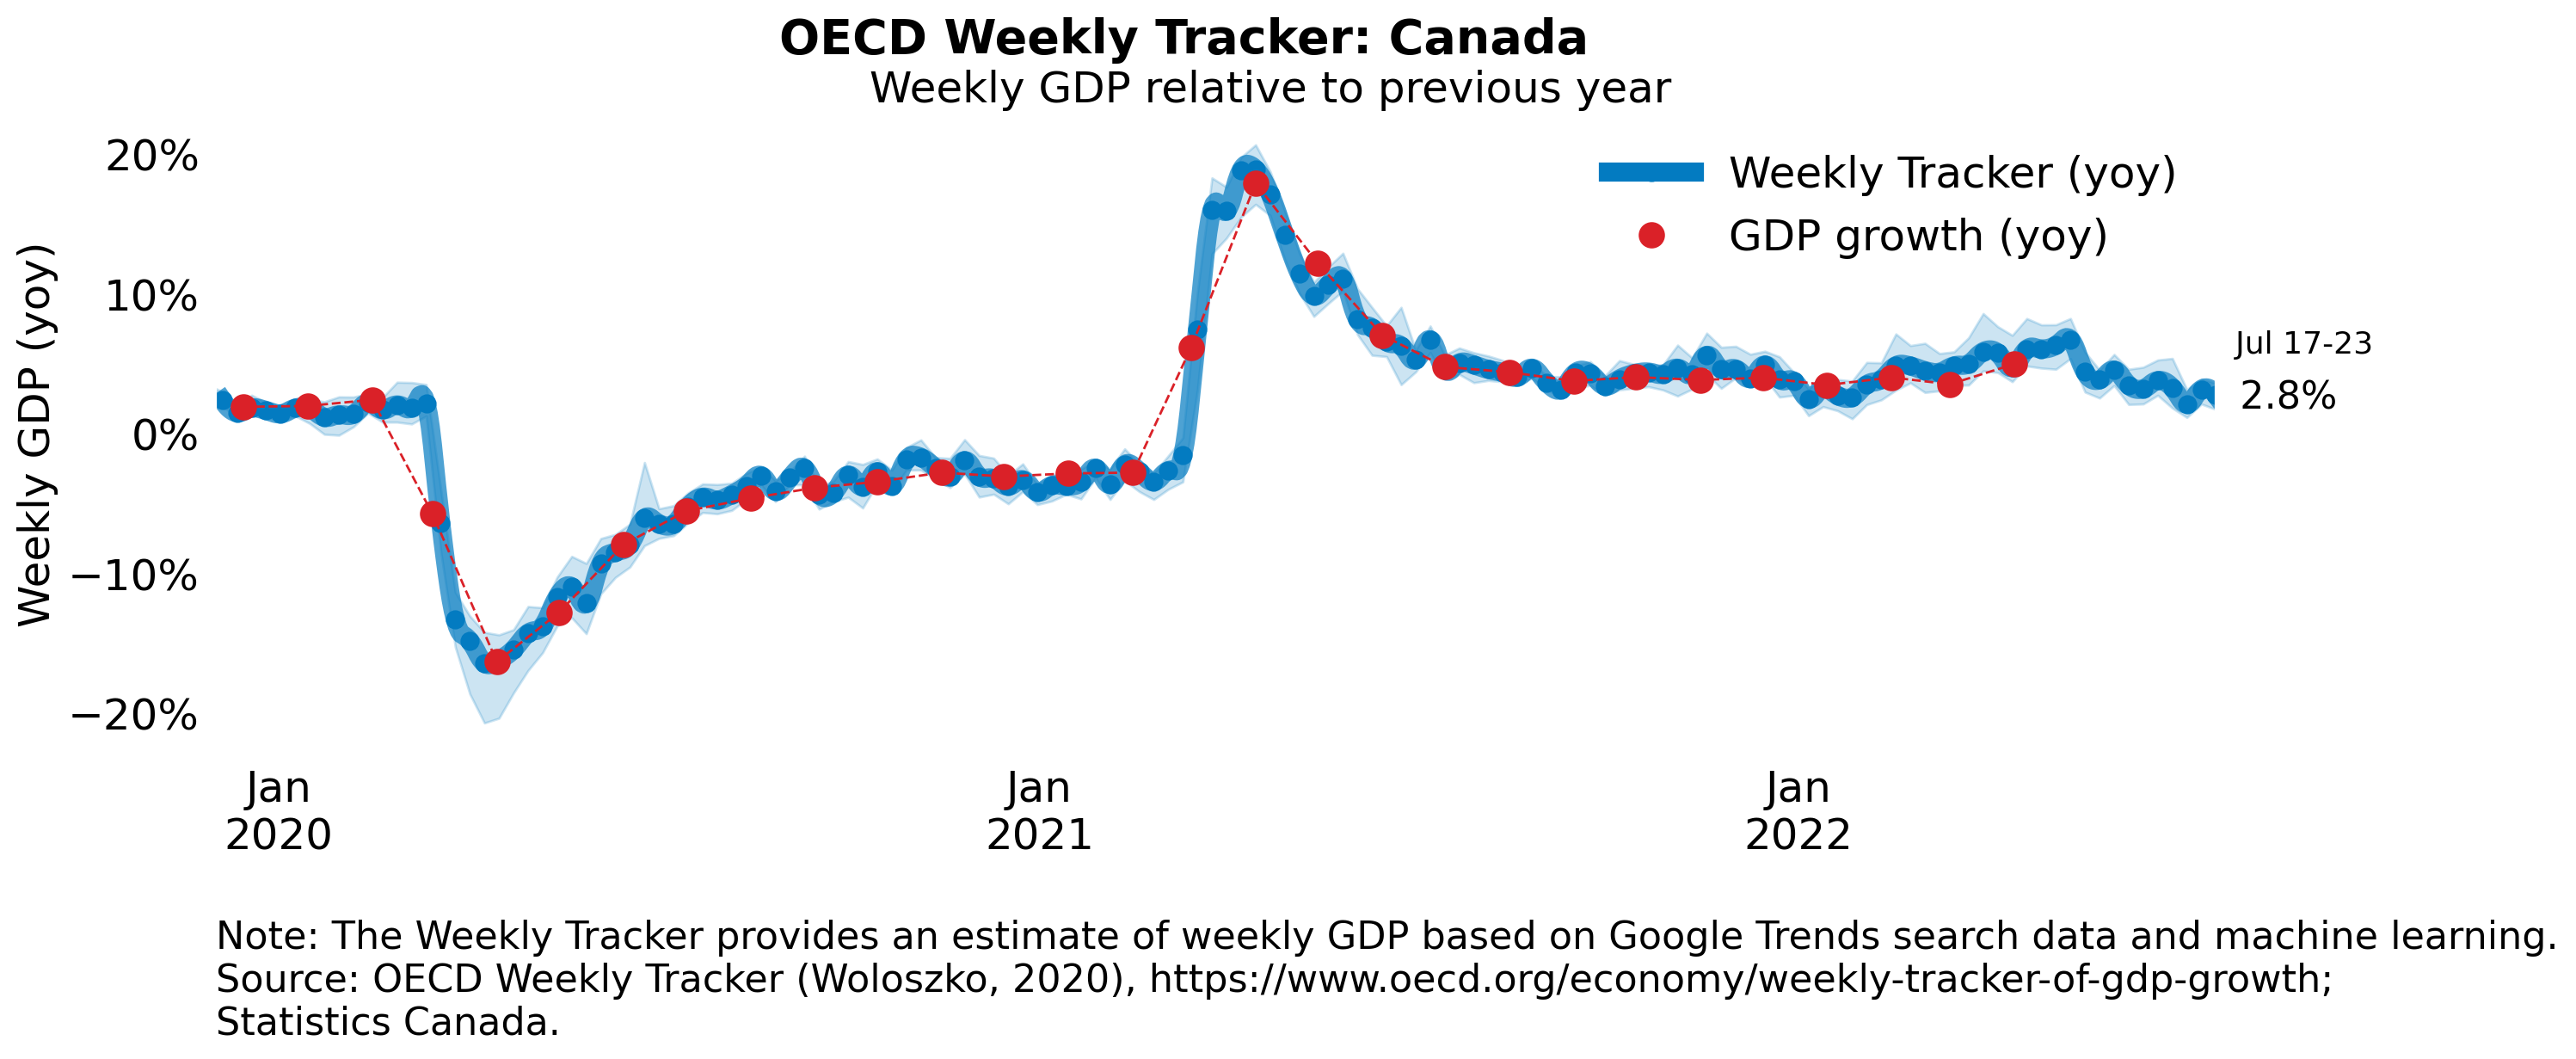 OECD Weekly Tracker: Canada
Weekly GDP relative to previous year
Weekly Tracker (yoy)
GDP growth (yoy)
Weekly GDP (yoy)
20%
10%
0%
−10%
−20%
Jul 17-23
2.8%
Jan
2020
Jan
2021
Jan
2022
Note: The Weekly Tracker provides an estimate of weekly GDP based on Google Trends search data and machine learning.
Source: OECD Weekly Tracker (Woloszko, 2020), https://www.oecd.org/economy/weekly-tracker-of-gdp-growth;
Statistics Canada.